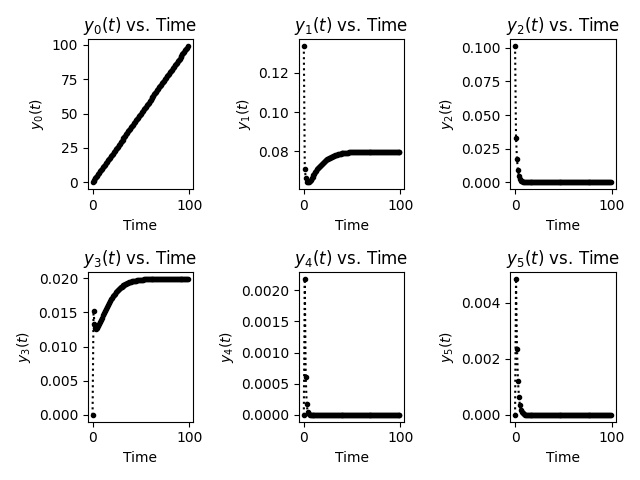 y₀(t) vs. Time
y₁(t) vs. Time
y₂(t) vs. Time
100
75
50
25
0
y₀(t)
0 100
Time
0.12
0.10
0.08
y₁(t)
0 100
Time
0.100
0.075
0.050
0.025
0.000
y₂(t)
0 100
Time
y₃(t) vs. Time
y₄(t) vs. Time
y₅(t) vs. Time
0.020
0.015
0.010
0.005
0.000
y₃(t)
0 100
Time
0.0020
0.0015
0.0010
0.0005
0.0000
y₄(t)
0 100
Time
0.004
0.002
0.000
y₅(t)
0 100
Time